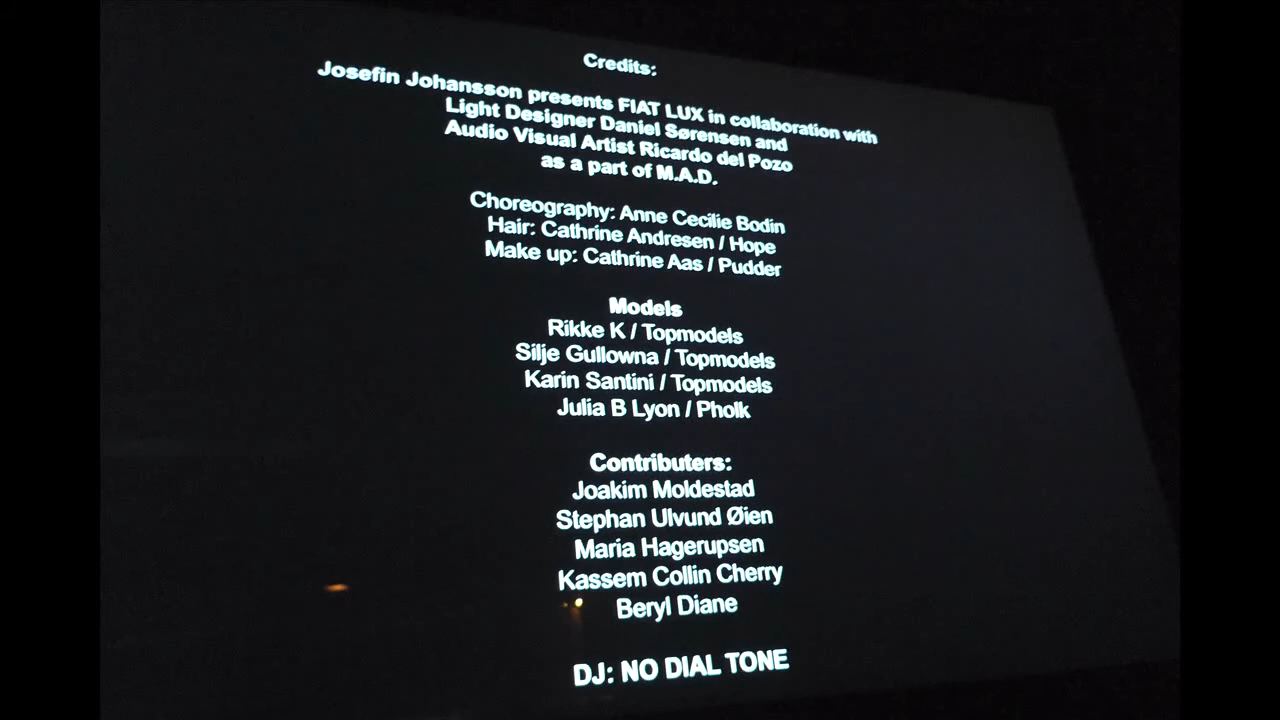 Credits:
Josefin Johansson presents FIAT LUX in collaboration with
Light Designer Daniel Sørensen and
Audio Visual Artist Ricardo del Pozo
as a part of M.A.D.
Choreography: Anne Cecilie Bodin
Hair: Cathrine Andresen / Hope
Make up: Cathrine Aas / Pudder
Models
Rikke K / Topmodels
Silje Gullowna / Topmodels
Karin Santini / Topmodels
Julia B Lyon / Pholk
Contributers:
Joakim Moldestad
Stephan Ulvund Øien
Maria Hagerupsen
Kassem Collin Cherry
Beryl Diane
DJ: NO DIAL TONE